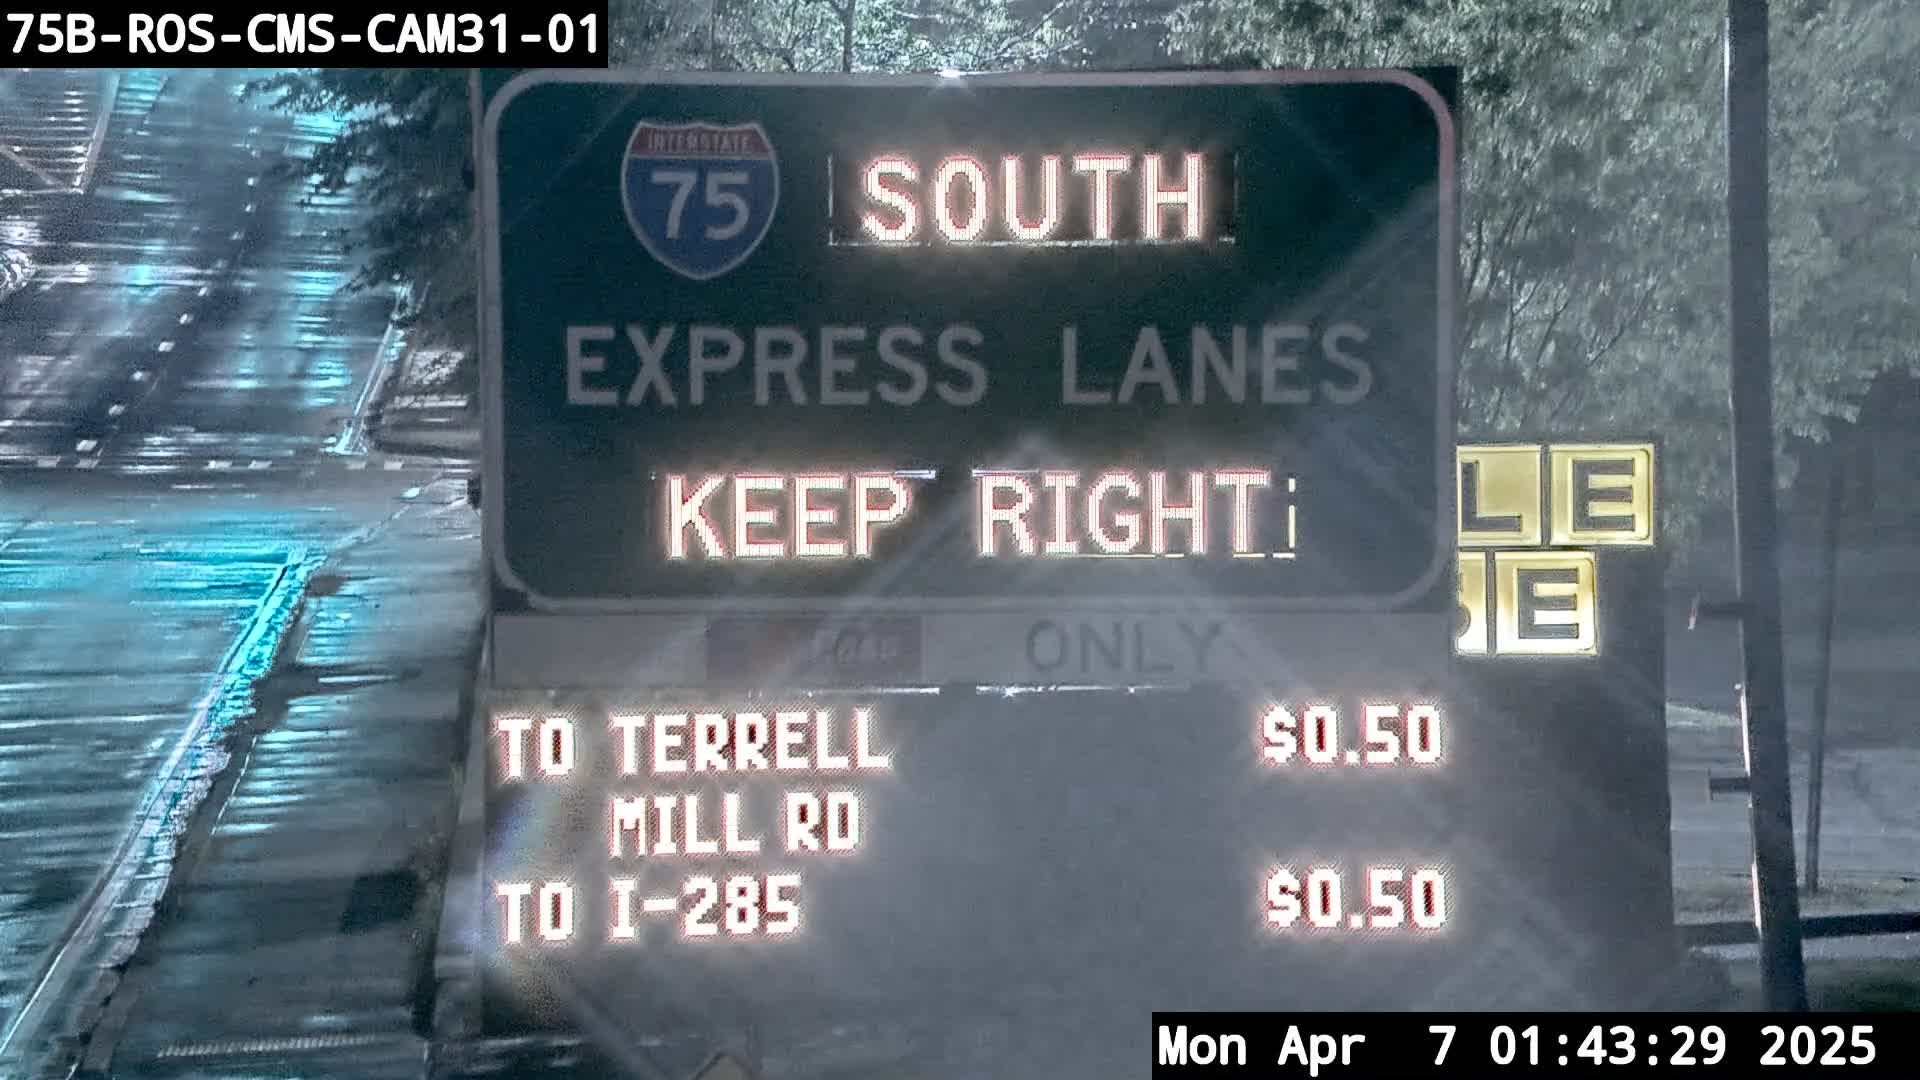 75B-ROS-CMS-CAM31-01
INTERSTATE
75
SOUTH
EXPRESS LANES
KEEP RIGHT
LE
E
ONLY
TO TERRELL $0.50
MILL RD
TO I-285 $0.50
Mon Apr 7 01:43:29 2025